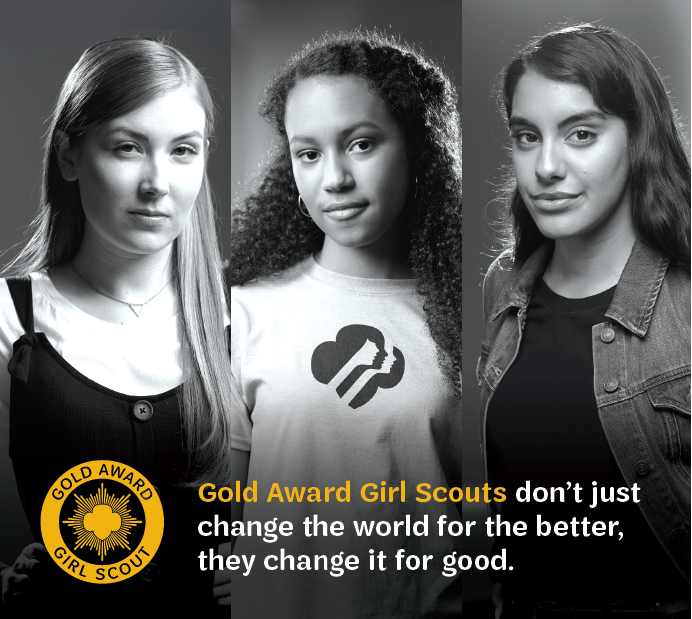 GOLD AWARD
GIRL SCOUT
Gold Award Girl Scouts don’t just
change the world for the better,
they change it for good.